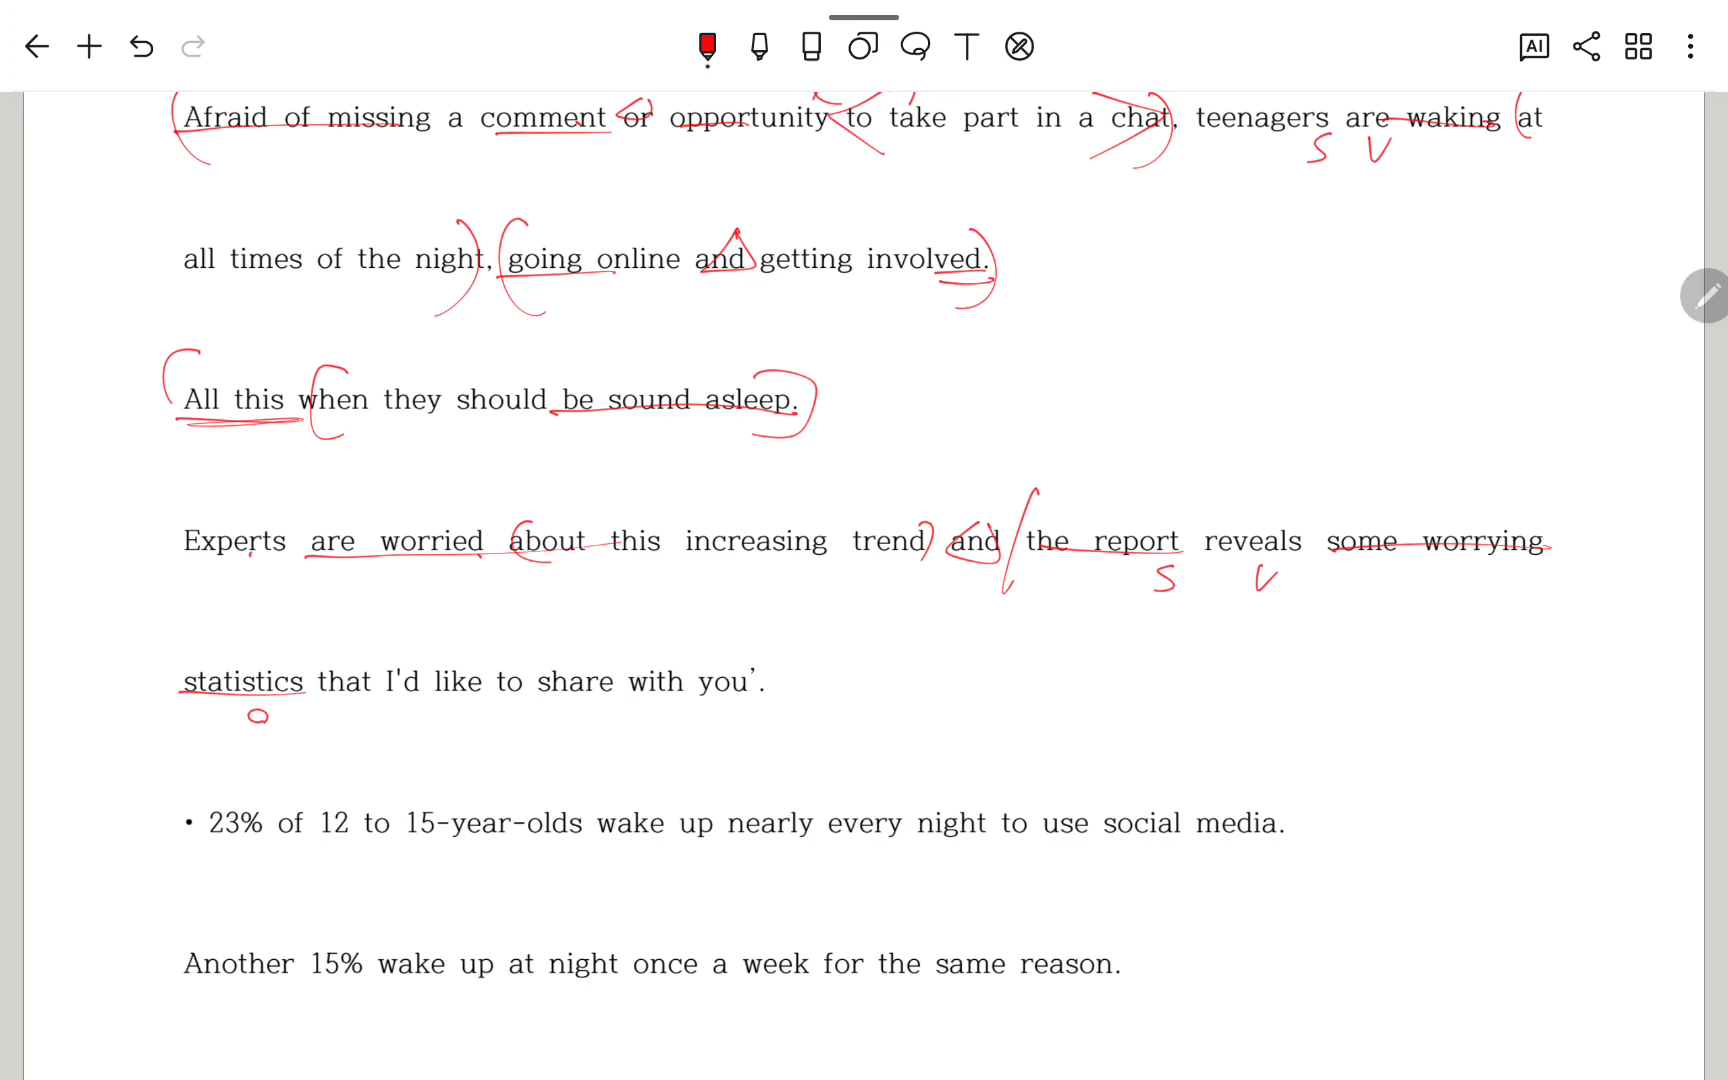 AI
Afraid of missing a comment or opportunity to take part in a chat, teenagers are waking at
S V
all times of the night, going online and getting involved.
All this when they should be sound asleep.
Experts are worried about this increasing trend and the report reveals some worrying
S V
statistics that I'd like to share with you’.
O
• 23% of 12 to 15-year-olds wake up nearly every night to use social media.
Another 15% wake up at night once a week for the same reason.